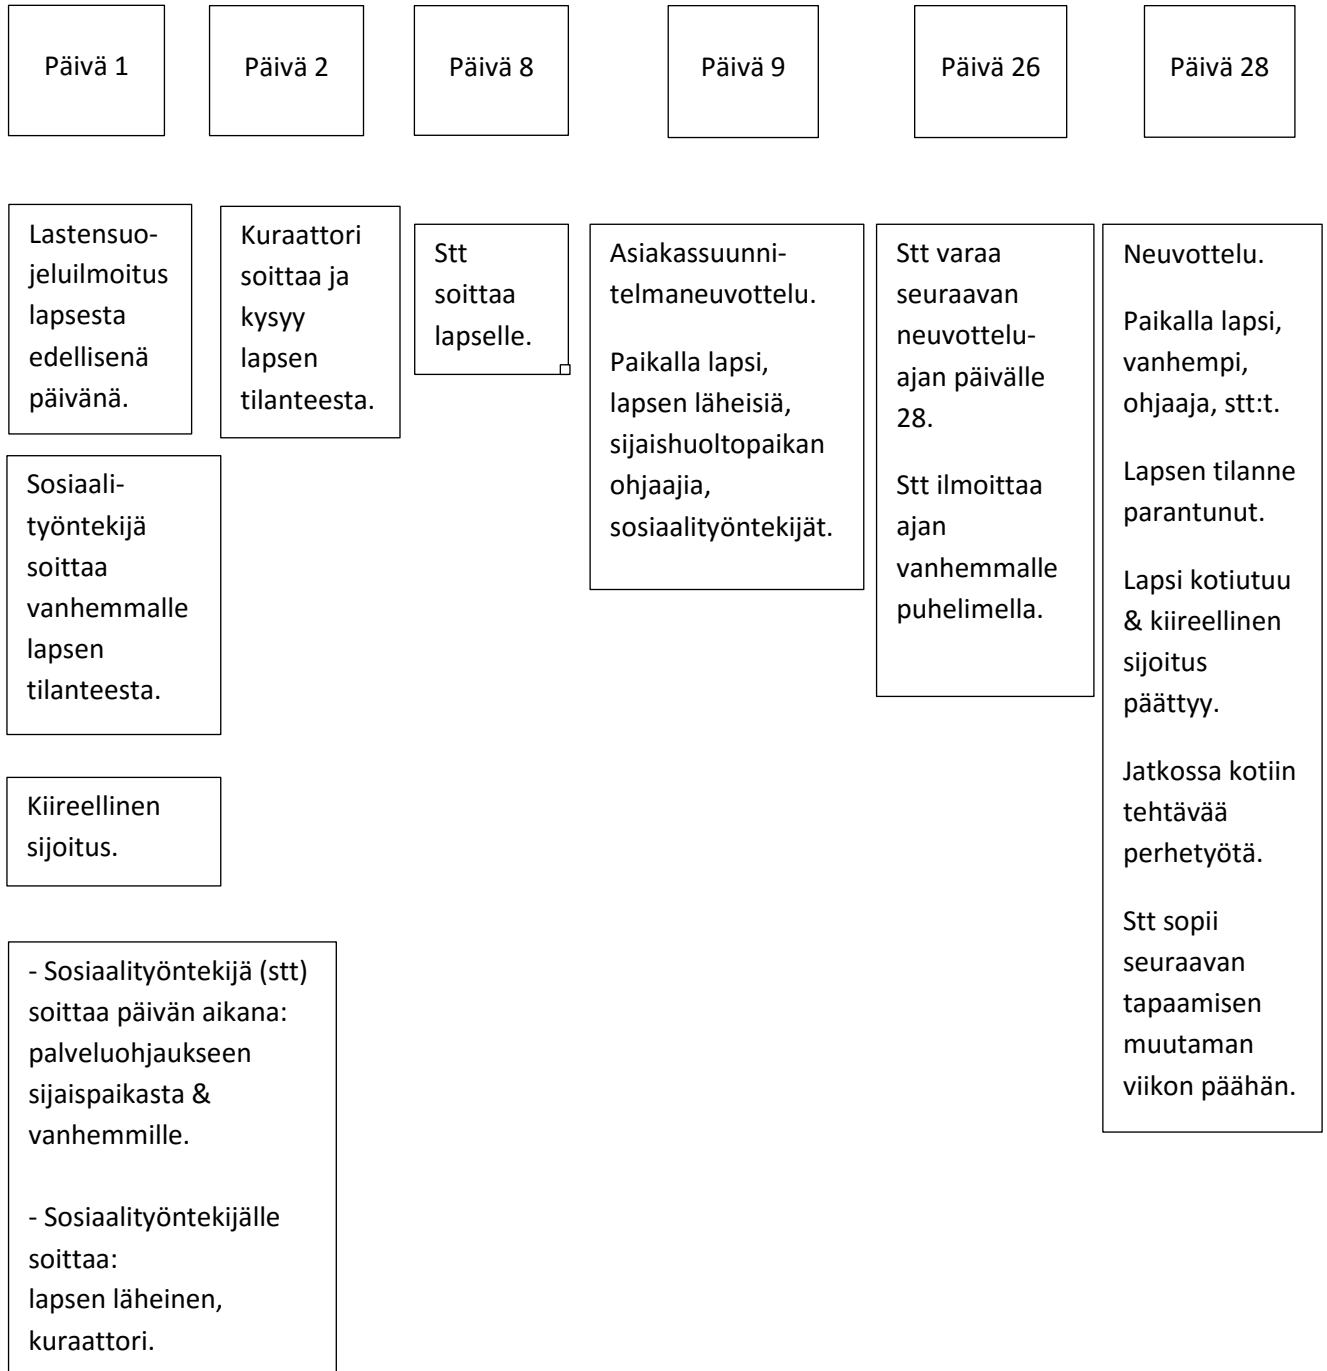 Päivä 1
Päivä 2
Päivä 8
Päivä 9
Päivä 26
Päivä 28
Lastensuo-
jeluilmoitus
lapsesta
edellisenä
päivänä.
Sosiaali-
työntekijä
soittaa
vanhemmalle
lapsen
tilanteesta.
Kiireellinen
sijoitus.
- Sosiaalityöntekijä (stt)
soittaa päivän aikana:
palveluohjaukseen
sijaispaikasta &
vanhemmille.
- Sosiaalityöntekijälle
soittaa:
lapsen läheinen,
kuraattori.
Kuraattori
soittaa ja
kysyy
lapsen
tilanteesta.
Stt
soittaa
lapselle.
Asiakassuunni-
telmaneuvottelu.
Paikalla lapsi,
lapsen läheisiä,
sijaishuoltopaikan
ohjaajia,
sosiaalityöntekijät.
Stt varaa
seuraavan
neuvottelu-
ajan päivälle
28.
Stt ilmoittaa
ajan
vanhemmalle
puhelimella.
Neuvottelu.
Paikalla lapsi,
vanhempi,
ohjaaja, stt:t.
Lapsen tilanne
parantunut.
Lapsi kotiutuu
& kiireellinen
sijoitus
päättyy.
Jatkossa kotiin
tehtävää
perhetyötä.
Stt sopii
seuraavan
tapaamisen
muutaman
viikon päähän.